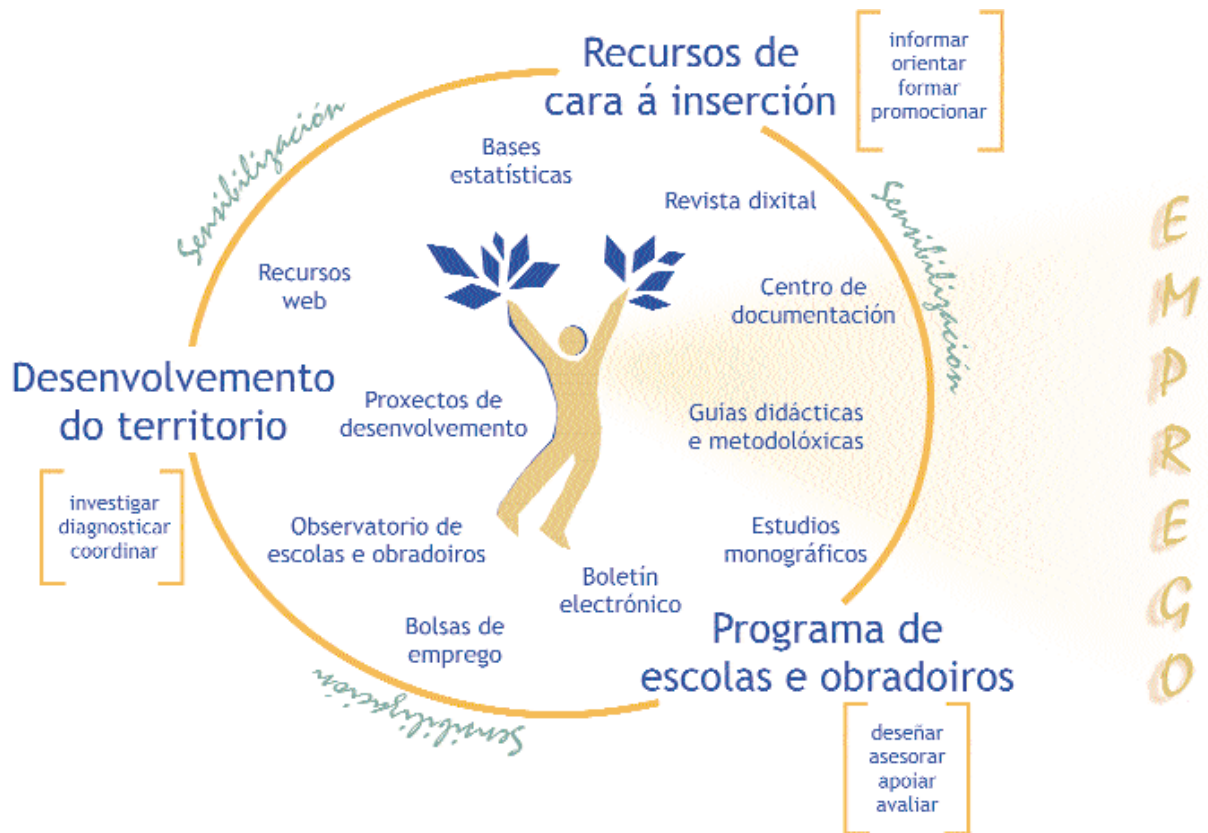 Recursos de
cara á inserción
informar
orientar
formar
promocionar
Sensibilización
Bases
estatísticas
Revista dixital
Sensibilización
Recursos
web
Centro de
documentación
EMPREGO
Desenvolvemento
do territorio
Proxectos de
desenvolvemento
Guías didácticas
e metodolóxicas
investigar
diagnosticar
coordinar
Observatorio de
escolas e obradoiros
Estudios
monográficos
Boletín
electrónico
Bolsas de
emprego
Programa de
escolas e obradoiros
Sensibilización
deseñar
asesorar
apoiar
avaliar